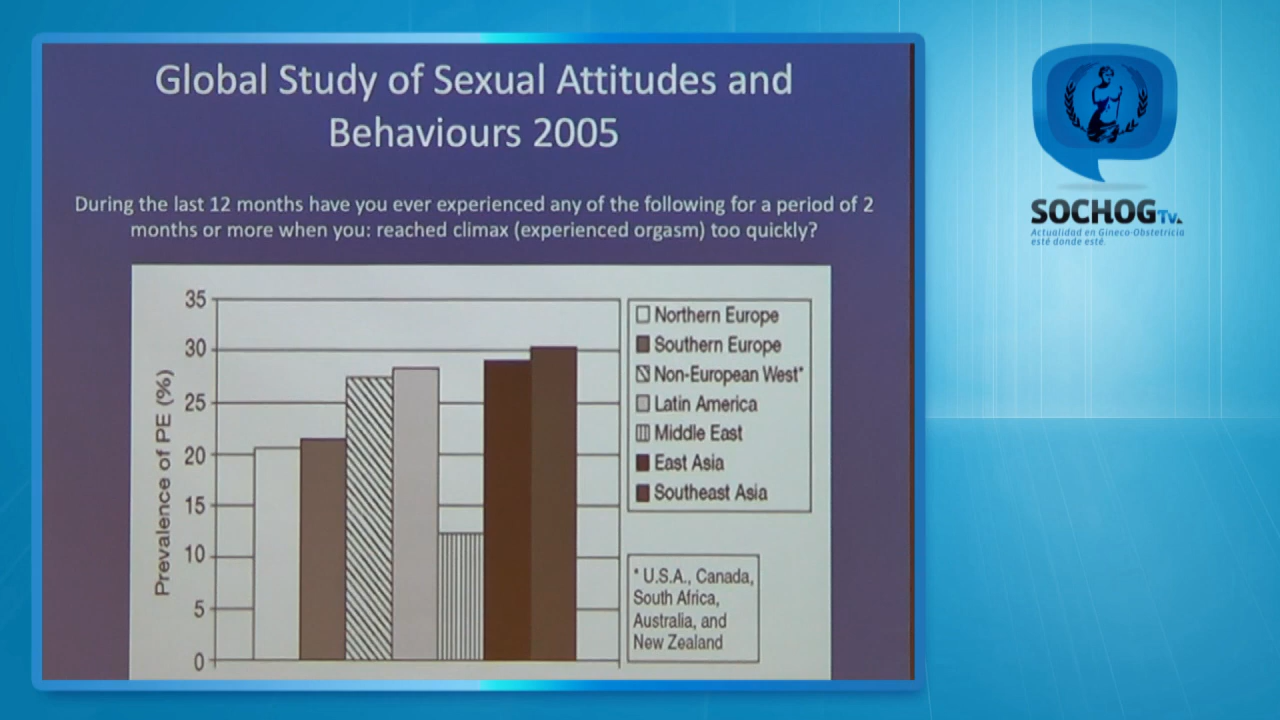 Global Study of Sexual Attitudes and
Behaviours 2005
During the last 12 months have you ever experienced any of the following for a period of 2
months or more when you: reached climax (experienced orgasm) too quickly?
Prevalence of PE (%)
35
30
25
20
15
10
5
0
Northern Europe
Southern Europe
Non-European West*
Latin America
Middle East
East Asia
Southeast Asia
* U.S.A., Canada,
South Africa,
Australia, and
New Zealand
SOCHOG Tv.
Actualidad en Gineco-Obstetricia
esté donde esté.